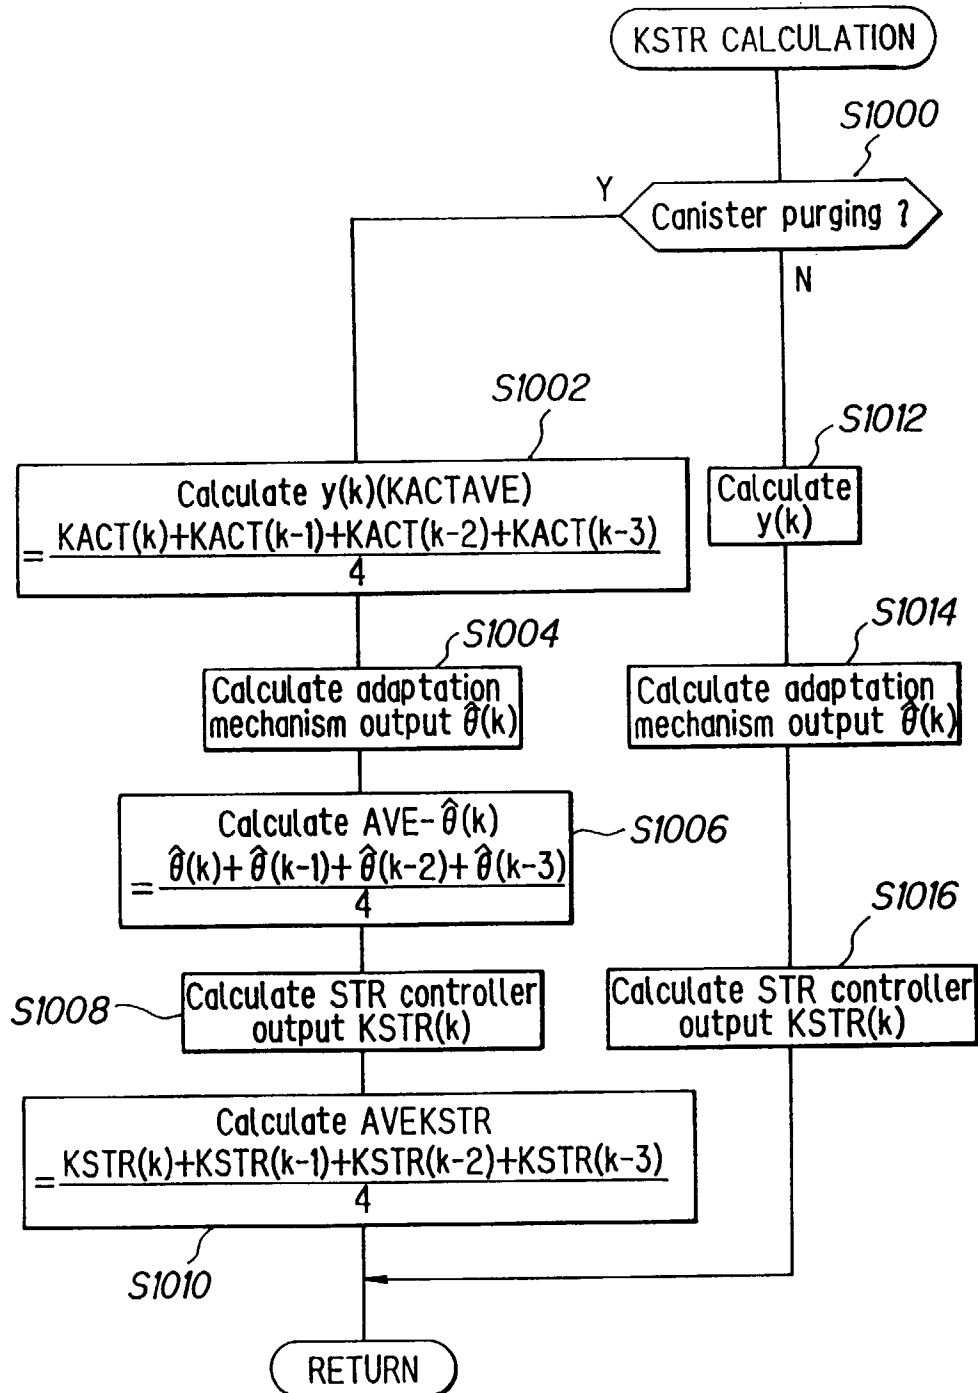 KSTR CALCULATION
S1000
Canister purging ?
Y
N
S1002
Calculate y(k)(KACTAVE)
= KACT(k)+KACT(k-1)+KACT(k-2)+KACT(k-3)
4
S1012
Calculate
y(k)
S1004
Calculate adaptation
mechanism output θ̂(k)
S1014
Calculate adaptation
mechanism output θ̂(k)
S1006
Calculate AVE-θ̂(k)
= θ̂(k)+θ̂(k-1)+θ̂(k-2)+θ̂(k-3)
4
S1008
Calculate STR controller
output KSTR(k)
S1016
Calculate STR controller
output KSTR(k)
Calculate AVEKSTR
= KSTR(k)+KSTR(k-1)+KSTR(k-2)+KSTR(k-3)
4
S1010
RETURN